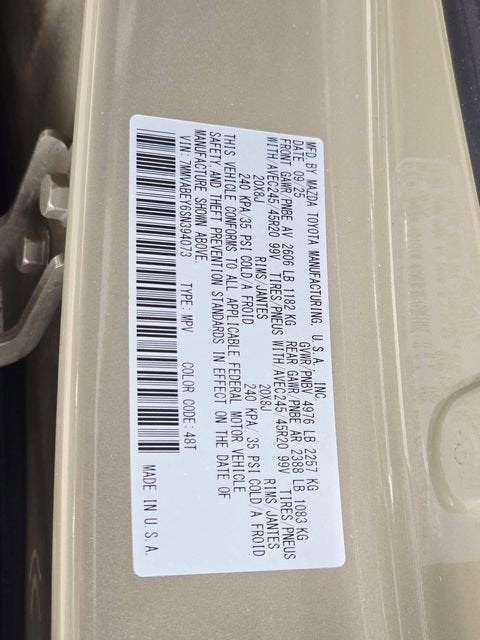 MFD. BY MAZDA TOYOTA MANUFACTURING, U.S.A., INC.
DATE 09/25 GVWR/PNBV 4976 LB 2257 KG
FRONT GAWR/PNBE AV 2606 LB 1182 KG REAR GAWR/PNBE AR 2388 LB 1083 KG
WITH/AVEC245/45R20 99V TIRES/PNEUS WITH/AVEC245/45R20 99V TIRES/PNEUS
20X8J RIMS/JANTES 20X8J RIMS/JANTES
240 KPA/35 PSI COLD/A FROID 240 KPA/35 PSI COLD/A FROID
THIS VEHICLE CONFORMS TO ALL APPLICABLE FEDERAL MOTOR VEHICLE
SAFETY AND THEFT PREVENTION STANDARDS IN EFFECT ON THE DATE OF
MANUFACTURE SHOWN ABOVE.
VIN: 7MMVABEY6SN394073 TYPE: MPV COLOR CODE: 48T
MADE IN U.S.A.